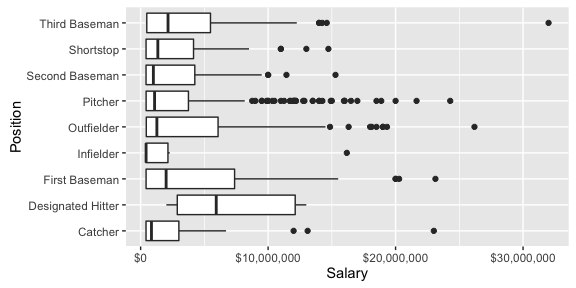 Position
Third Baseman
Shortstop
Second Baseman
Pitcher
Outfielder
Infielder
First Baseman
Designated Hitter
Catcher
$0 $10,000,000 $20,000,000 $30,000,000
Salary